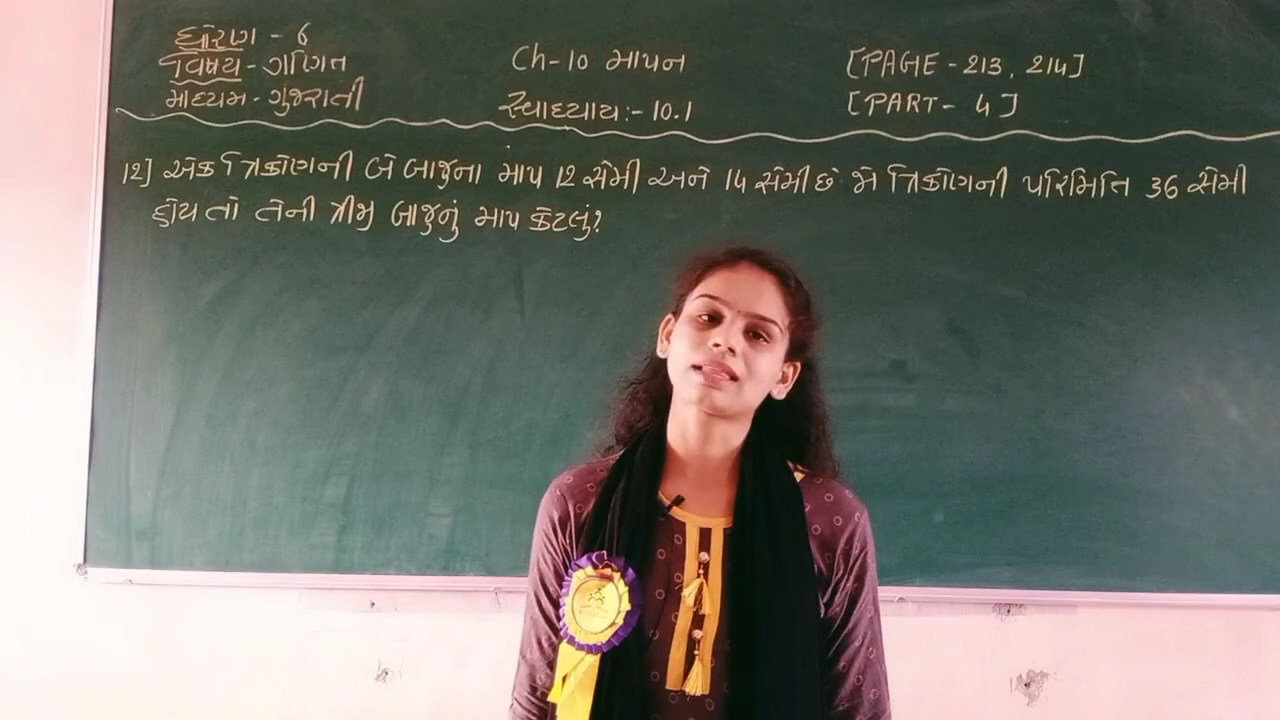 ધોરણ - 6
વિષય - ગણિત
માધ્યમ - ગુજરાતી
Ch-10 માપન
સ્વાધ્યાય:- 10.1
[PAGE - 213, 214]
[PART - 4]
12] એક ત્રિકોણની બે બાજુના માપ 12 સેમી અને 14 સેમી છે. જો ત્રિકોણની પરિમિતિ 36 સેમી
હોય તો તેની ત્રીજી બાજુનું માપ કેટલું?